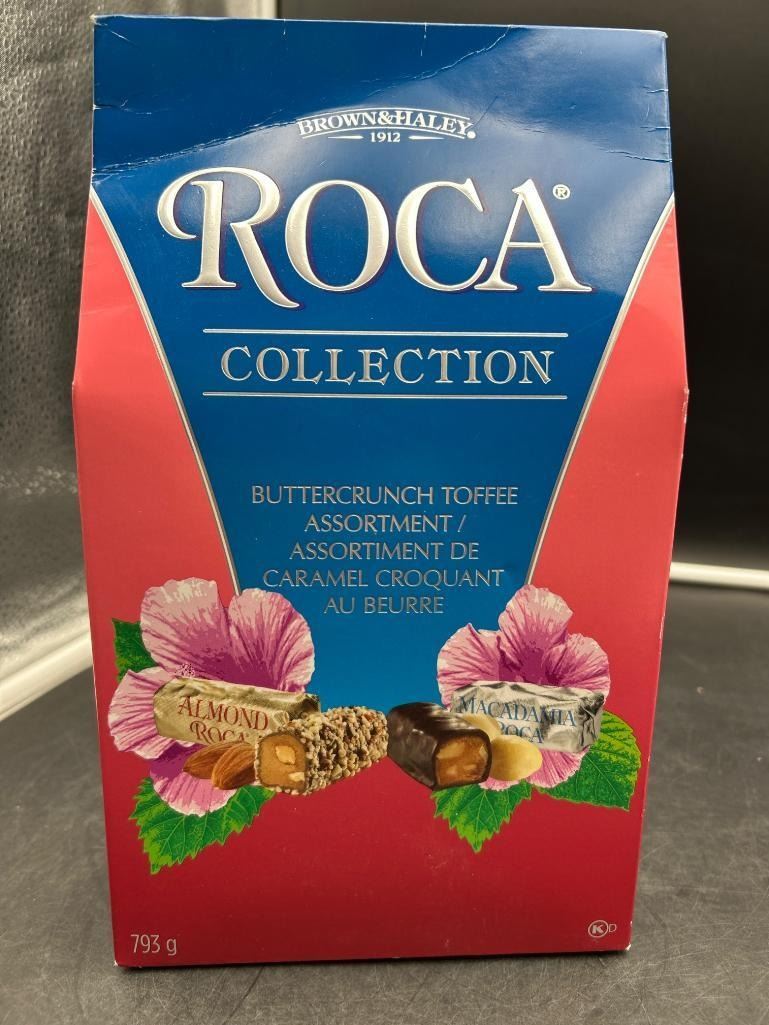 BROWN&HALEY®
1912
ROCA®
COLLECTION
BUTTERCRUNCH TOFFEE
ASSORTMENT /
ASSORTIMENT DE
CARAMEL CROQUANT
AU BEURRE
ALMOND
ROCA
MACADAMIA
ROCA
793 g
K D